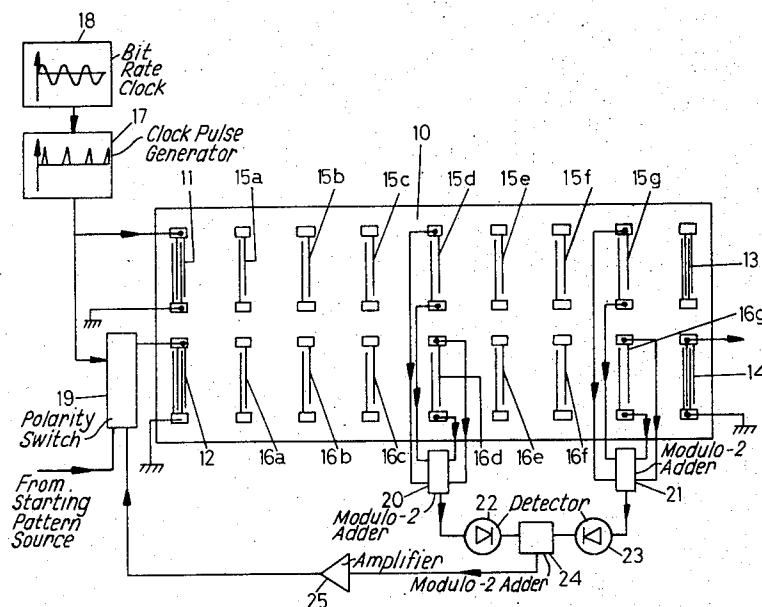 18
Bit
Rate
Clock
17
Clock Pulse
Generator
10
11
15a
15b
15c
15d
15e
15f
15g
13
16g
14
19
Polarity
Switch
12
16a
16b
16c
16d
16e
16f
From
Starting
Pattern
Source
20
Modulo-2
Adder
Modulo-2
Adder
21
22
Detector
23
24
Amplifier
25
Modulo-2 Adder